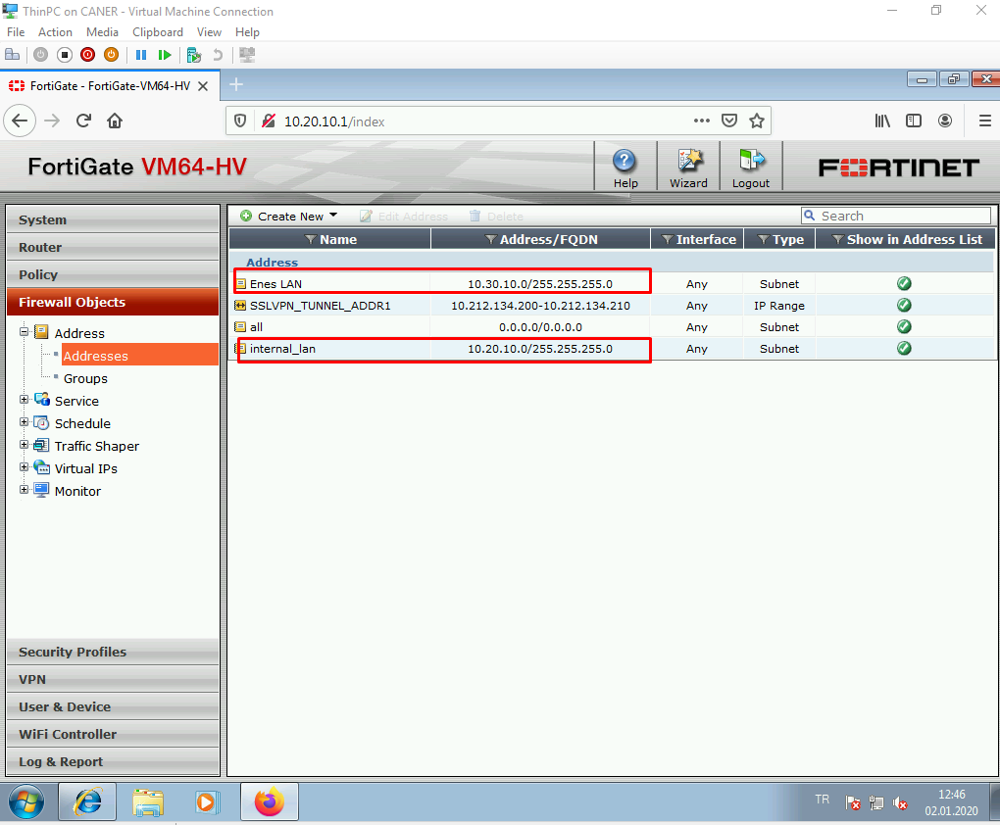 ThinPC on CANER - Virtual Machine Connection
File Action Media Clipboard View Help
FortiGate - FortiGate-VM64-HV
10.20.10.1/index
FortiGate VM64-HV
Help
Wizard
Logout
FORTINET
System
Router
Policy
Firewall Objects
Address
Addresses
Groups
Service
Schedule
Traffic Shaper
Virtual IPs
Monitor
Security Profiles
VPN
User & Device
WiFi Controller
Log & Report
Create New Edit Address Delete Search
Name Address/FQDN Interface Type Show in Address List
Address
Enes LAN 10.30.10.0/255.255.255.0 Any Subnet
SSLVPN_TUNNEL_ADDR1 10.212.134.200-10.212.134.210 Any IP Range
all 0.0.0.0/0.0.0.0 Any Subnet
internal_lan 10.20.10.0/255.255.255.0 Any Subnet
TR
12:46
02.01.2020